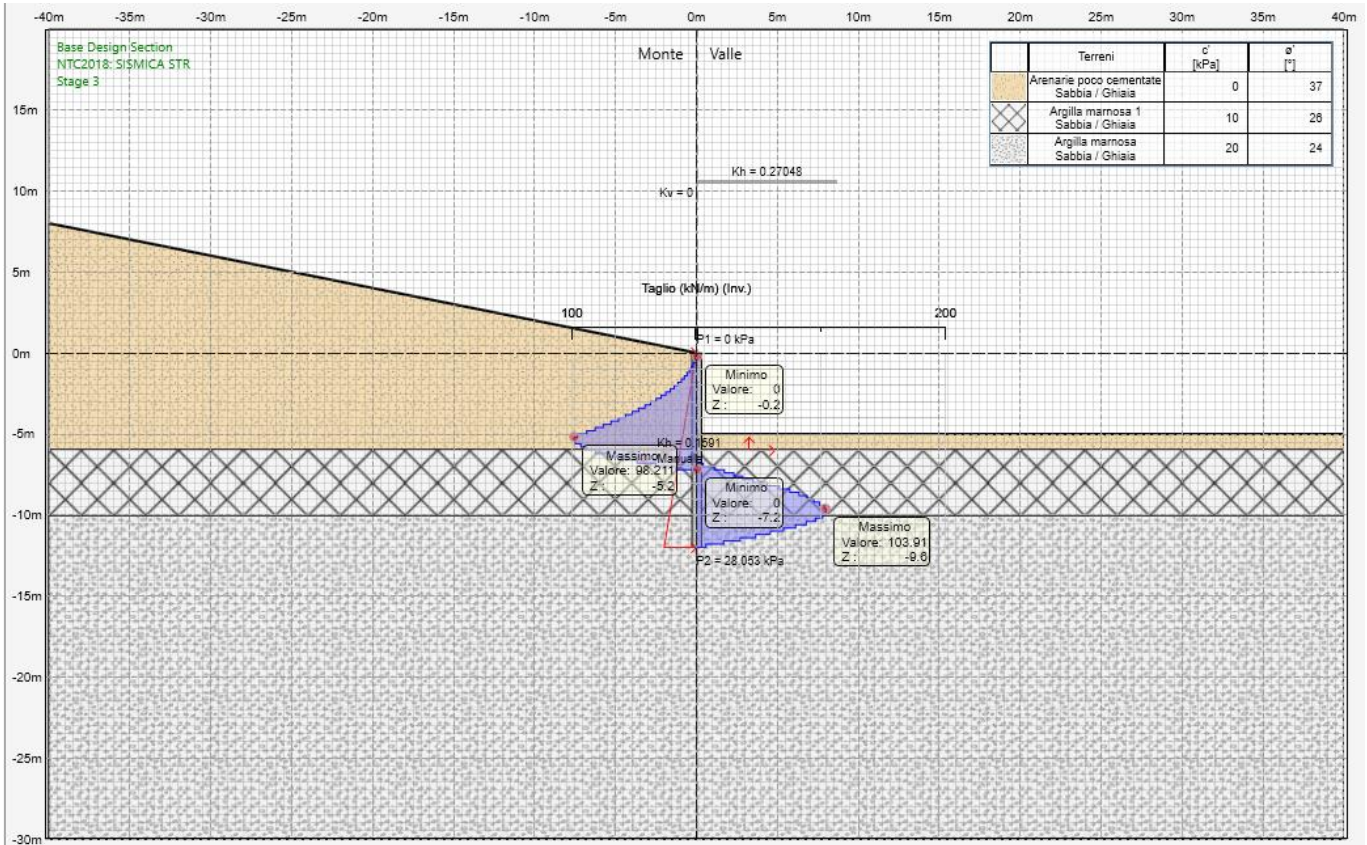 -40m -35m -30m -25m -20m -15m -10m -5m 0m 5m 10m 15m 20m 25m 30m 35m 40m
Base Design Section
NTC2018: SISMICA STR
Stage 3
Monte Valle
Terreni c' [kPa] ø' [°]
Arenarie poco cementate
Sabbia / Ghiaia 0 37
Argilla marnosa 1
Sabbia / Ghiaia 10 26
Argilla marnosa
Sabbia / Ghiaia 20 24
15m
Kh = 0.27048
10m
Kv = 0
5m
Taglio (kN/m) (Inv.)
100 200
P1 = 0 kPa
0m
Minimo
Valore: 0
Z : -0.2
-5m
Kh = 0.1591
Manuale
Massimo
Valore: 98.211
Z : -5.2
Minimo
Valore: 0
Z : -7.2
-10m
Massimo
Valore: 103.91
Z : -9.6
P2 = 28.053 kPa
-15m
-20m
-25m
-30m